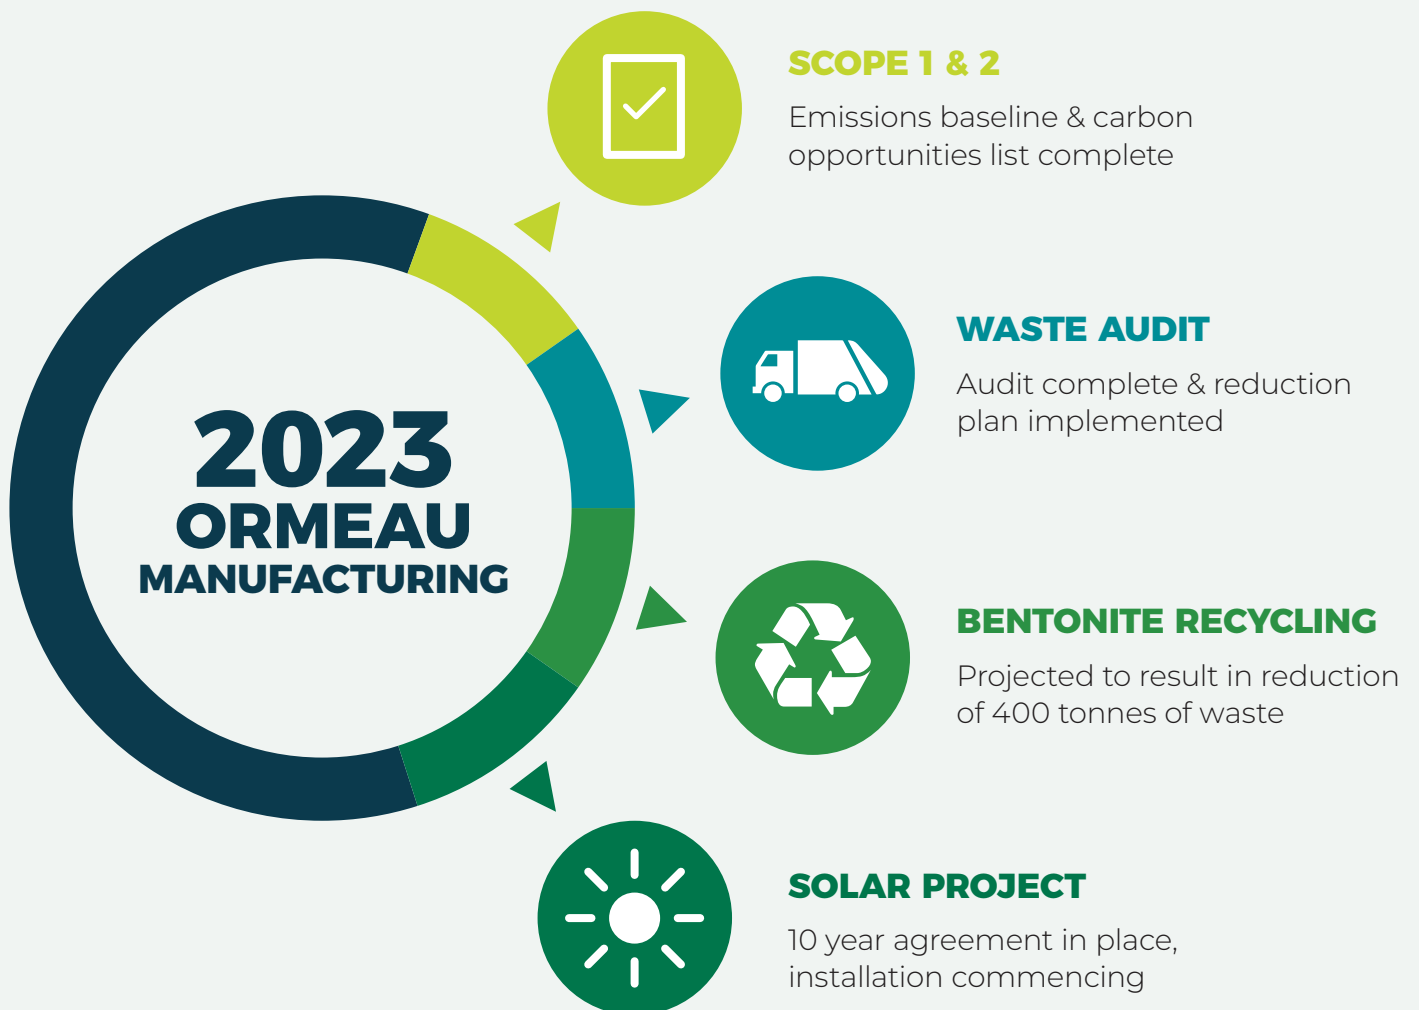 SCOPE 1 & 2
Emissions baseline & carbon
opportunities list complete
WASTE AUDIT
Audit complete & reduction
plan implemented
2023
ORMEAU
MANUFACTURING
BENTONITE RECYCLING
Projected to result in reduction
of 400 tonnes of waste
SOLAR PROJECT
10 year agreement in place,
installation commencing